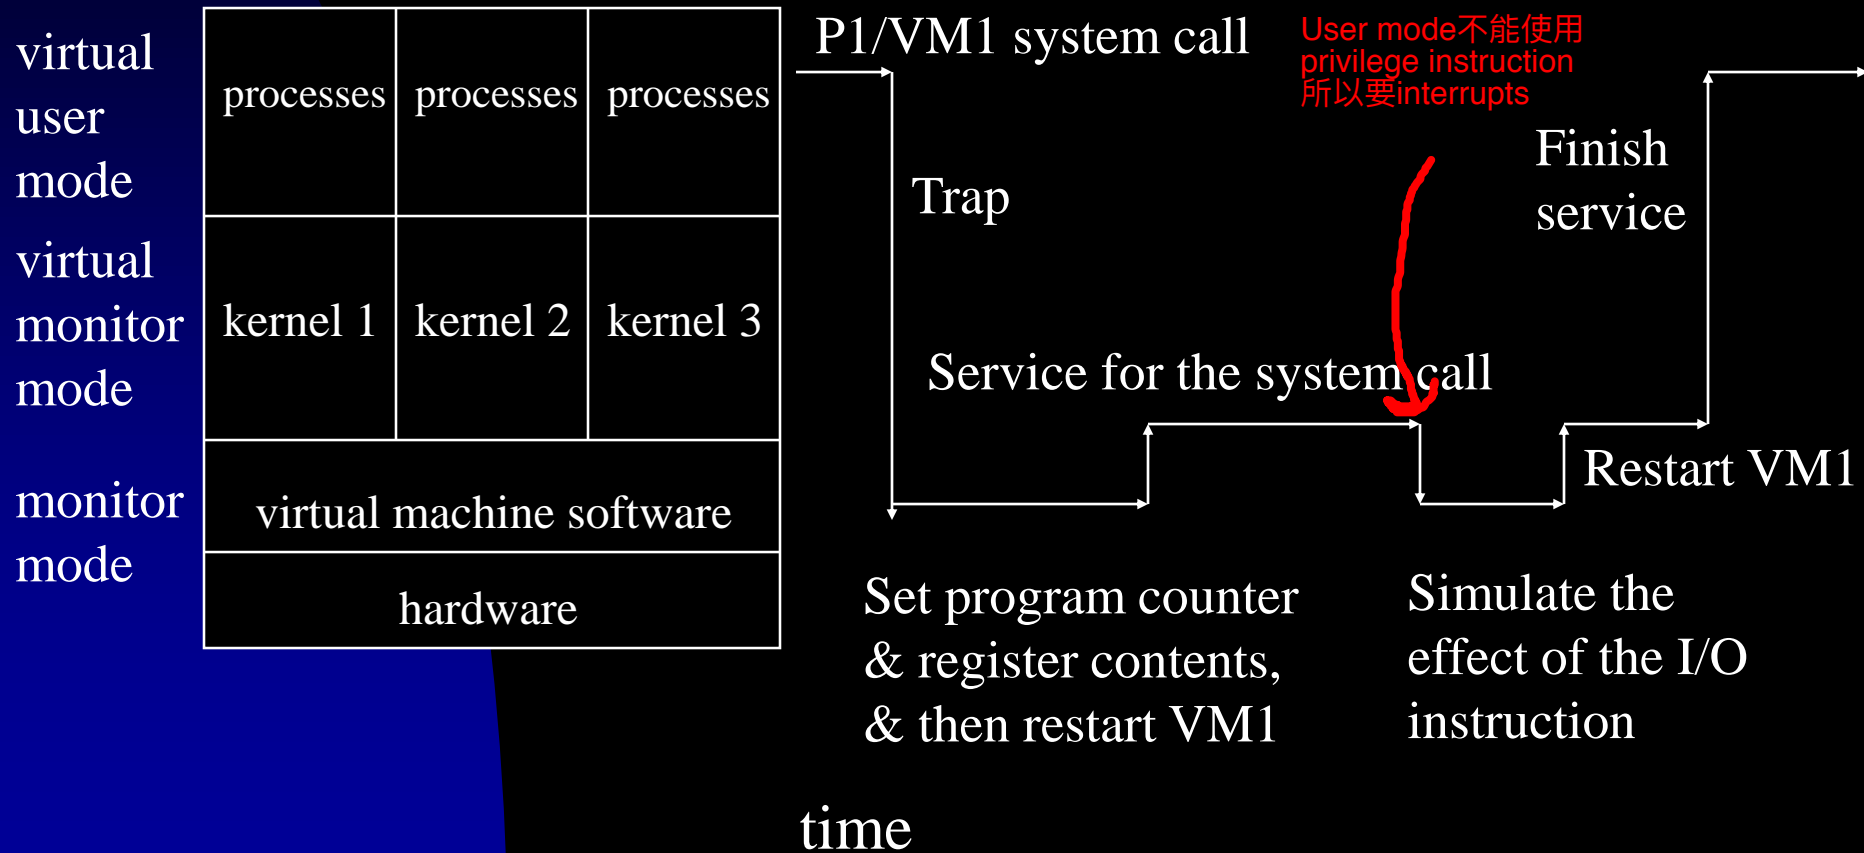 virtual
user
mode
virtual
monitor
mode
monitor
mode
processes
processes
processes
kernel 1
kernel 2
kernel 3
virtual machine software
hardware
P1/VM1 system call
User mode不能使用
privilege instruction
所以要interrupts
Trap
Finish
service
Service for the system call
Restart VM1
Set program counter
& register contents,
& then restart VM1
Simulate the
effect of the I/O
instruction
time